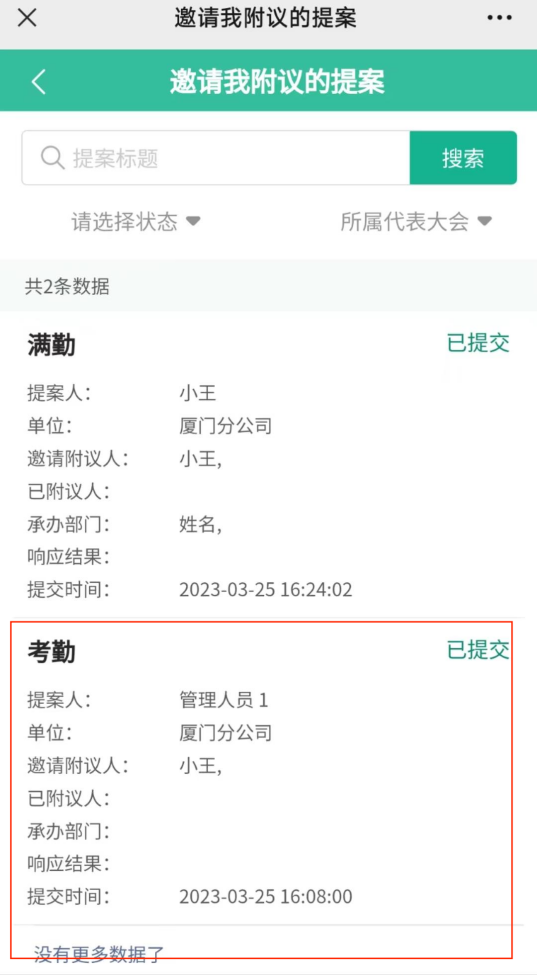 邀请我附议的提案
邀请我附议的提案
提案标题
搜索
请选择状态
所属代表大会
共2条数据
满勤
已提交
提案人： 小王
单位： 厦门分公司
邀请附议人： 小王,
已附议人：
承办部门： 姓名,
响应结果：
提交时间： 2023-03-25 16:24:02
考勤
已提交
提案人： 管理人员 1
单位： 厦门分公司
邀请附议人： 小王,
已附议人：
承办部门：
响应结果：
提交时间： 2023-03-25 16:08:00
没有更多数据了